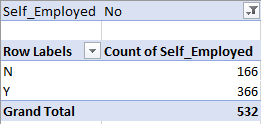 Self_Employed No
Row Labels Count of Self_Employed
N 166
Y 366
Grand Total 532